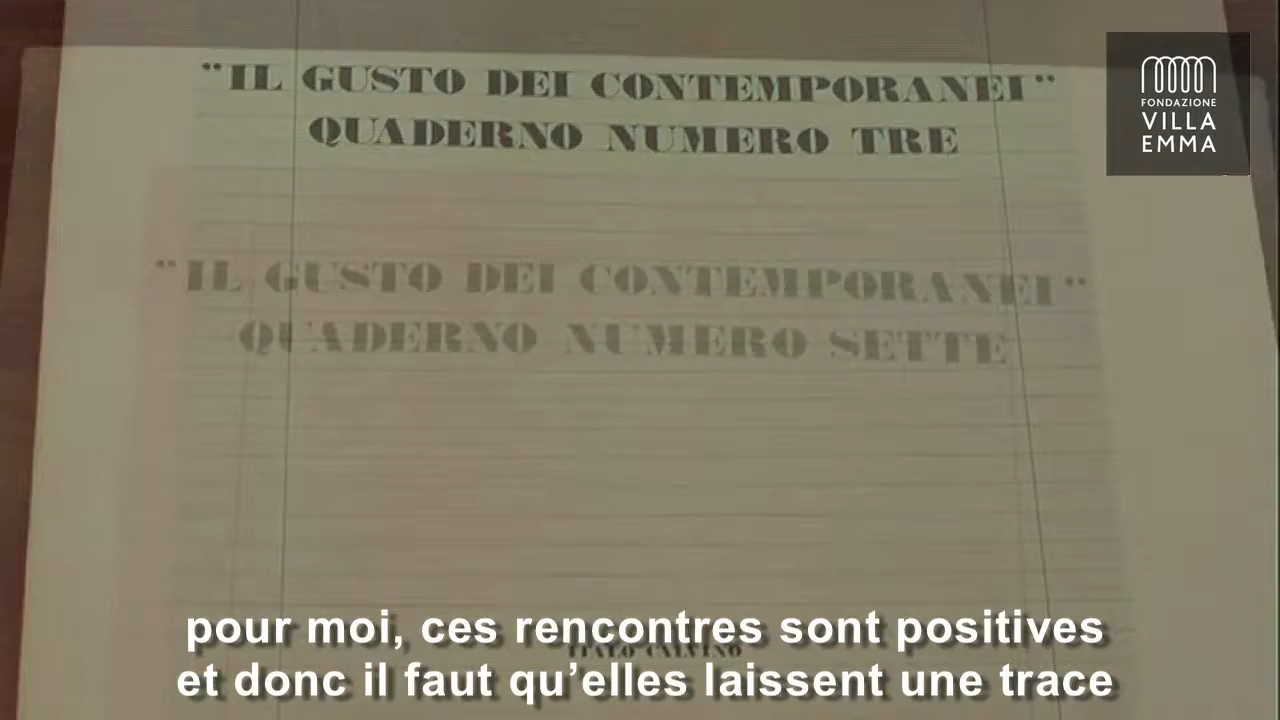 "IL GUSTO DEI CONTEMPORANEI"
QUADERNO NUMERO TRE
FONDAZIONE
VILLA
EMMA
"IL GUSTO DEI CONTEMPORANEI"
QUADERNO NUMERO SETTE
pour moi, ces rencontres sont positives
ITALO CALVINO
et donc il faut qu'elles laissent une trace